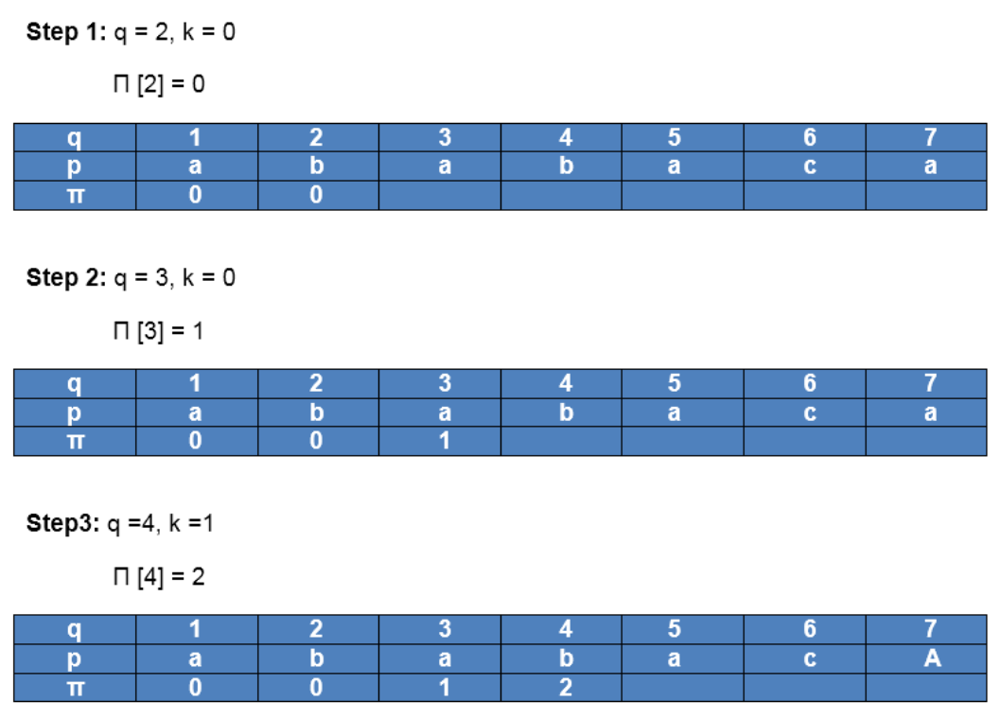 Step 1: q = 2, k = 0
Π [2] = 0
q 1 2 3 4 5 6 7
p a b a b a c a
π 0 0
Step 2: q = 3, k = 0
Π [3] = 1
q 1 2 3 4 5 6 7
p a b a b a c a
π 0 0 1
Step3: q =4, k =1
Π [4] = 2
q 1 2 3 4 5 6 7
p a b a b a c A
π 0 0 1 2